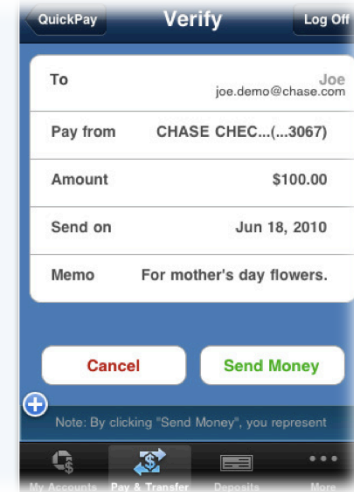 QuickPay Verify Log Off
To Joe
joe.demo@chase.com
Pay from CHASE CHEC...(...3067)
Amount $100.00
Send on Jun 18, 2010
Memo For mother's day flowers.
Cancel Send Money
Note: By clicking "Send Money", you represent
My Accounts Pay & Transfer Deposits More